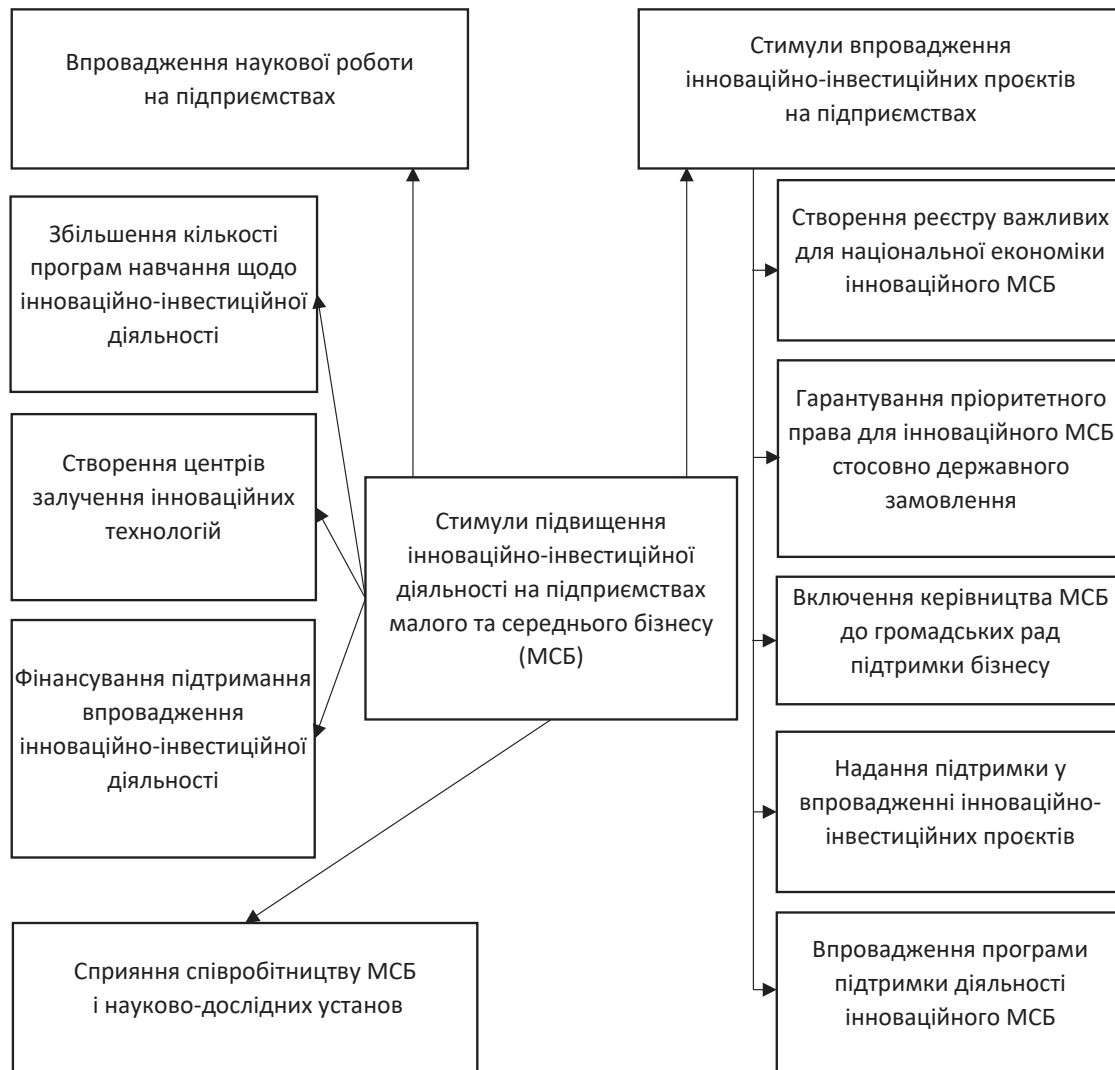 Впровадження наукової роботи
на підприємствах
Стимули впровадження
інноваційно-інвестиційних проєктів
на підприємствах
Збільшення кількості
програм навчання щодо
інноваційно-інвестиційної
діяльності
Створення центрів
залучення інноваційних
технологій
Фінансування підтримання
впровадження
інноваційно-інвестиційної
діяльності
Стимули підвищення
інноваційно-інвестиційної
діяльності на підприємствах
малого та середнього бізнесу
(МСБ)
Сприяння співробітництву МСБ
і науково-дослідних установ
Створення реєстру важливих
для національної економіки
інноваційного МСБ
Гарантування пріоритетного
права для інноваційного МСБ
стосовно державного
замовлення
Включення керівництва МСБ
до громадських рад
підтримки бізнесу
Надання підтримки у
впровадженні інноваційно-
інвестиційних проєктів
Впровадження програми
підтримки діяльності
інноваційного МСБ